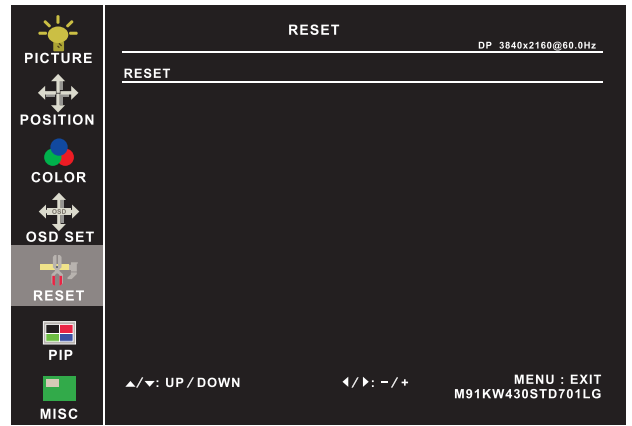 PICTURE
POSITION
COLOR
OSD
OSD SET
RESET
PIP
MISC
RESET
DP 3840x2160@60.0Hz
RESET
▲/▼: UP / DOWN
◀/▶: – / +
MENU : EXIT
M91KW430STD701LG